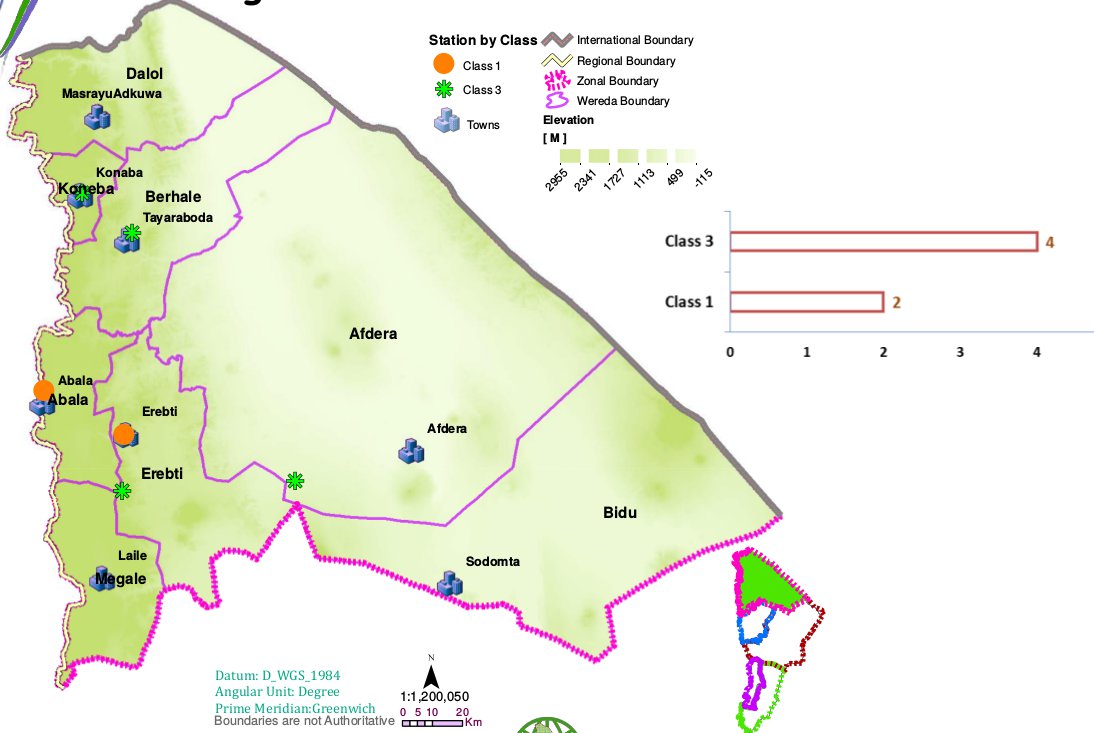 Station by Class
Class 1
Class 3
Towns
International Boundary
Regional Boundary
Zonal Boundary
Wereda Boundary
Elevation
[ M ]
2955
2341
1727
1113
499
-115
Dalol
MasrayuAdkuwa
Konaba
Koneba
Berhale
Tayaraboda
Class 3
4
Class 1
2
0 1 2 3 4
Afdera
Abala
Abala
Erebti
Afdera
Erebti
Bidu
Laile
Megale
Sodomta
Datum: D_WGS_1984
Angular Unit: Degree
Prime Meridian:Greenwich
Boundaries are not Authoritative
N
1:1,200,050
0 5 10 20
Km